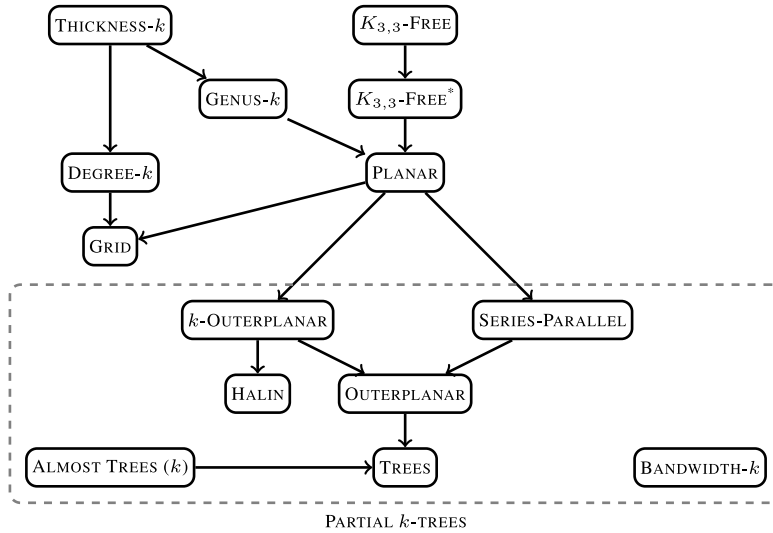 THICKNESS-k
K3,3-FREE
GENUS-k
K3,3-FREE*
DEGREE-k
PLANAR
GRID
k-OUTERPLANAR
SERIES-PARALLEL
HALIN
OUTERPLANAR
ALMOST TREES (k)
TREES
BANDWIDTH-k
PARTIAL k-TREES